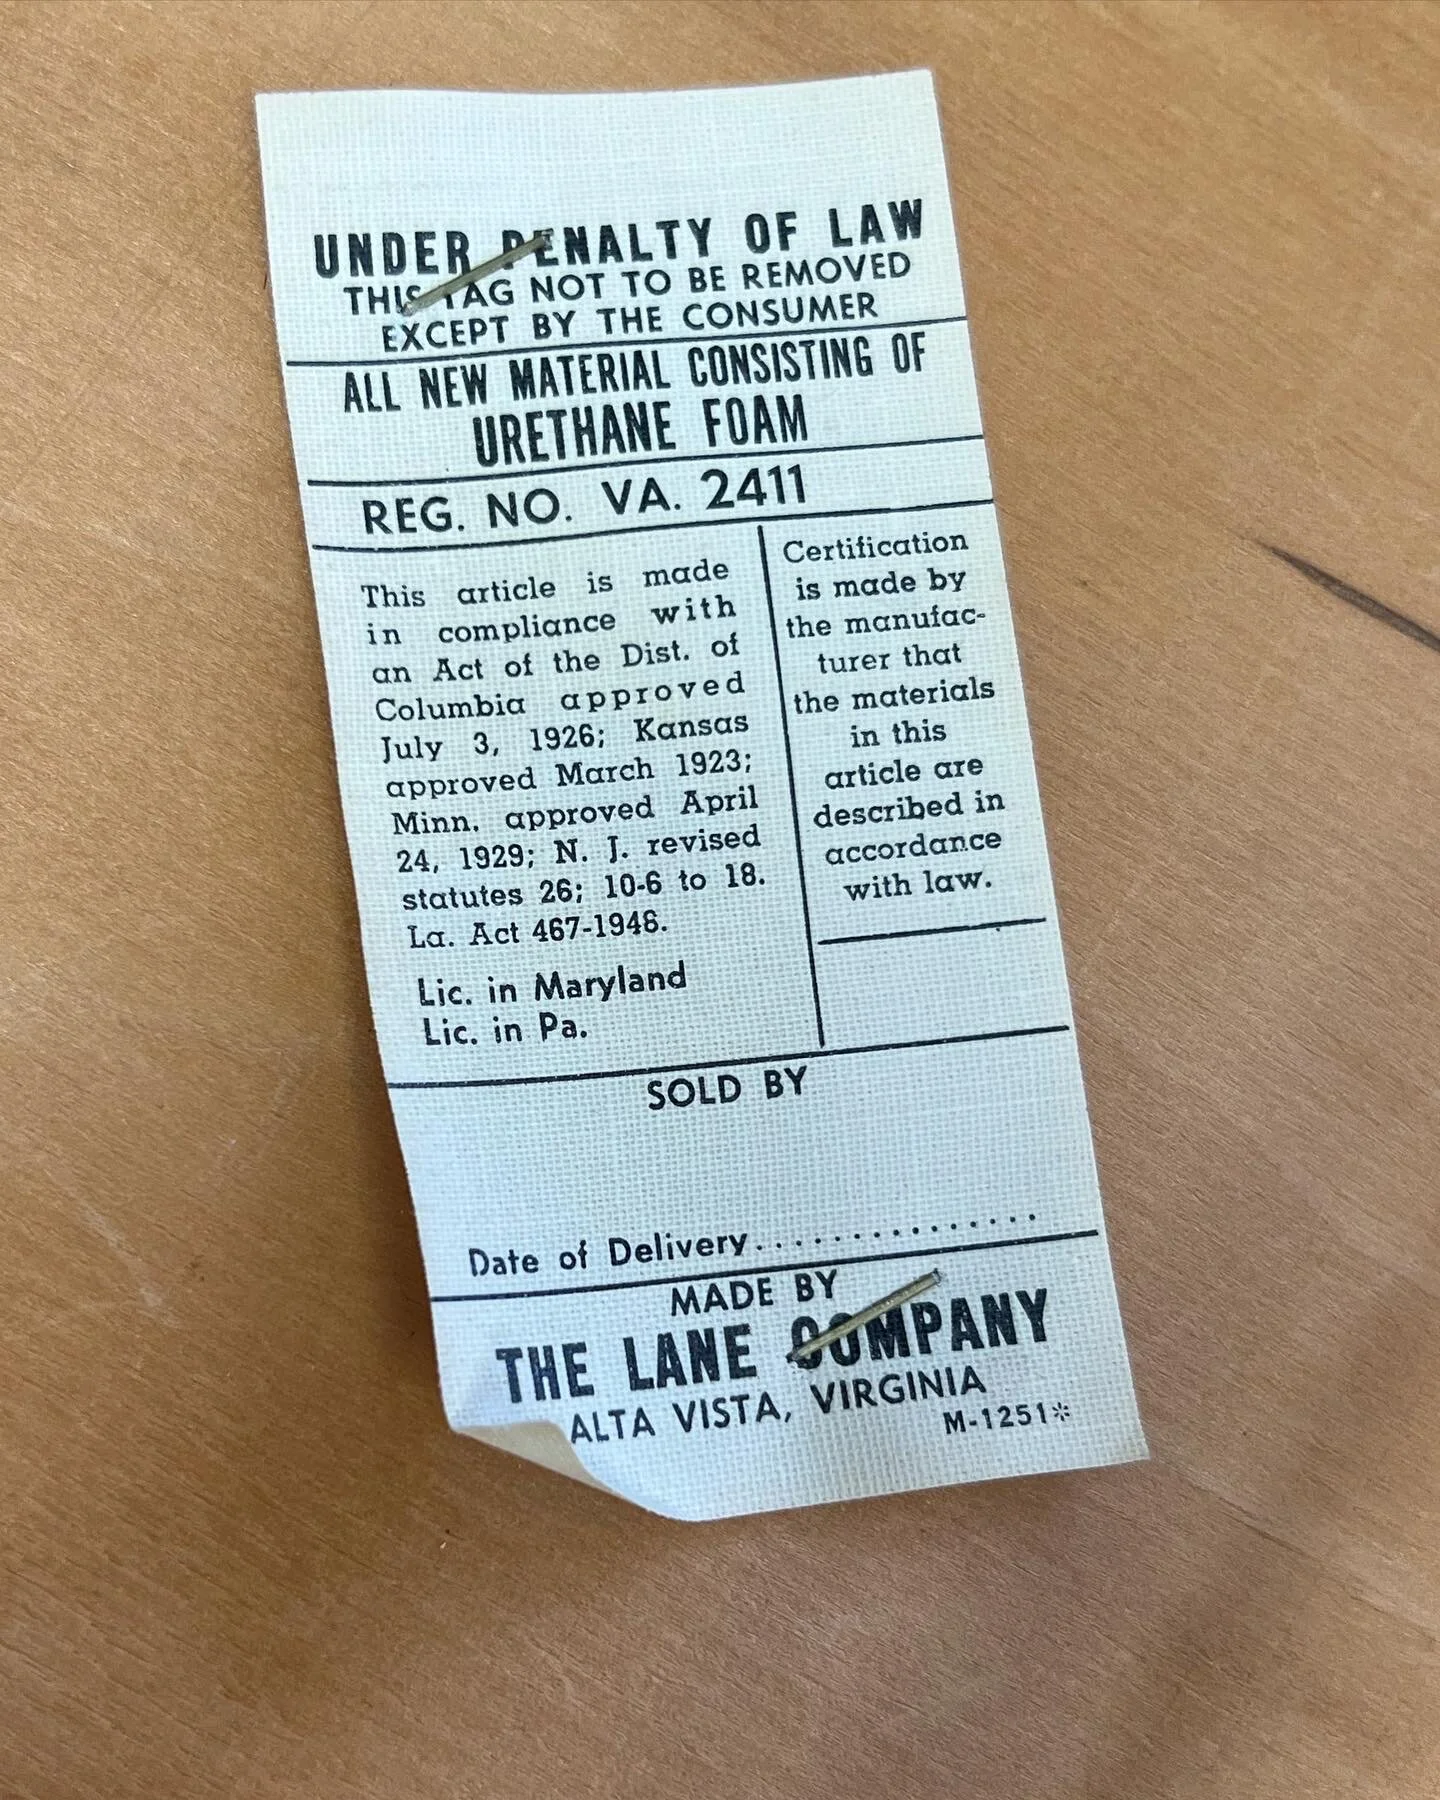 UNDER PENALTY OF LAW
THIS TAG NOT TO BE REMOVED
EXCEPT BY THE CONSUMER
ALL NEW MATERIAL CONSISTING OF
URETHANE FOAM
REG. NO. VA. 2411
This article is made
in compliance with
an Act of the Dist. of
Columbia approved
July 3, 1926; Kansas
approved March 1923;
Minn. approved April
24, 1929; N. J. revised
statutes 26; 10-6 to 18.
La. Act 467-1948.
Lic. in Maryland
Lic. in Pa.
Certification
is made by
the manufac-
turer that
the materials
in this
article are
described in
accordance
with law.
SOLD BY
Date of Delivery...............
MADE BY
THE LANE COMPANY
ALTA VISTA, VIRGINIA
M-1251*